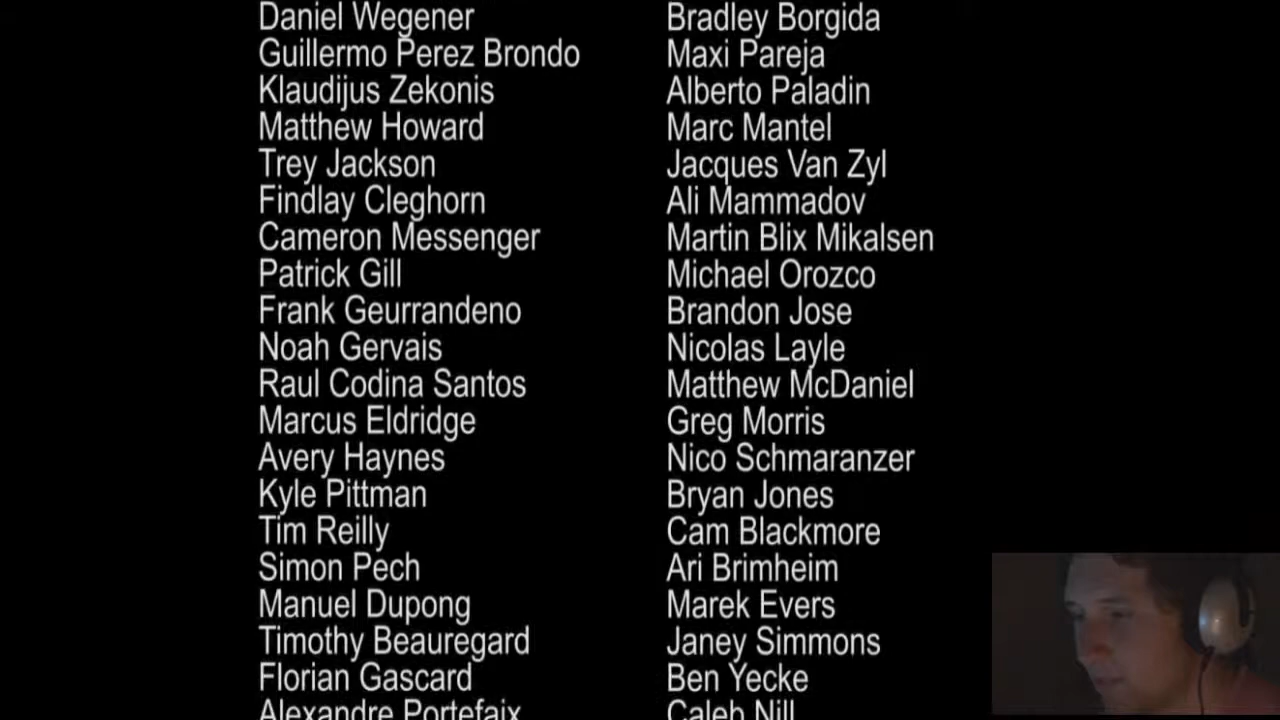 Daniel Wegener
Guillermo Perez Brondo
Klaudijus Zekonis
Matthew Howard
Trey Jackson
Findlay Cleghorn
Cameron Messenger
Patrick Gill
Frank Geurrandeno
Noah Gervais
Raul Codina Santos
Marcus Eldridge
Avery Haynes
Kyle Pittman
Tim Reilly
Simon Pech
Manuel Dupong
Timothy Beauregard
Florian Gascard
Alexandre Portefaix
Bradley Borgida
Maxi Pareja
Alberto Paladin
Marc Mantel
Jacques Van Zyl
Ali Mammadov
Martin Blix Mikalsen
Michael Orozco
Brandon Jose
Nicolas Layle
Matthew McDaniel
Greg Morris
Nico Schmaranzer
Bryan Jones
Cam Blackmore
Ari Brimheim
Marek Evers
Janey Simmons
Ben Yecke
Caleb Nill